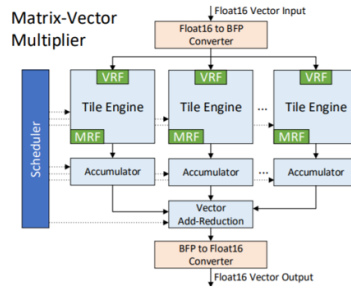 Matrix-Vector
Multiplier
Float16 Vector Input
Float16 to BFP
Converter
VRF
VRF
VRF
Tile Engine
Tile Engine
...
Tile Engine
MRF
MRF
MRF
Scheduler
Accumulator
Accumulator
...
Accumulator
Vector
Add-Reduction
BFP to Float16
Converter
Float16 Vector Output